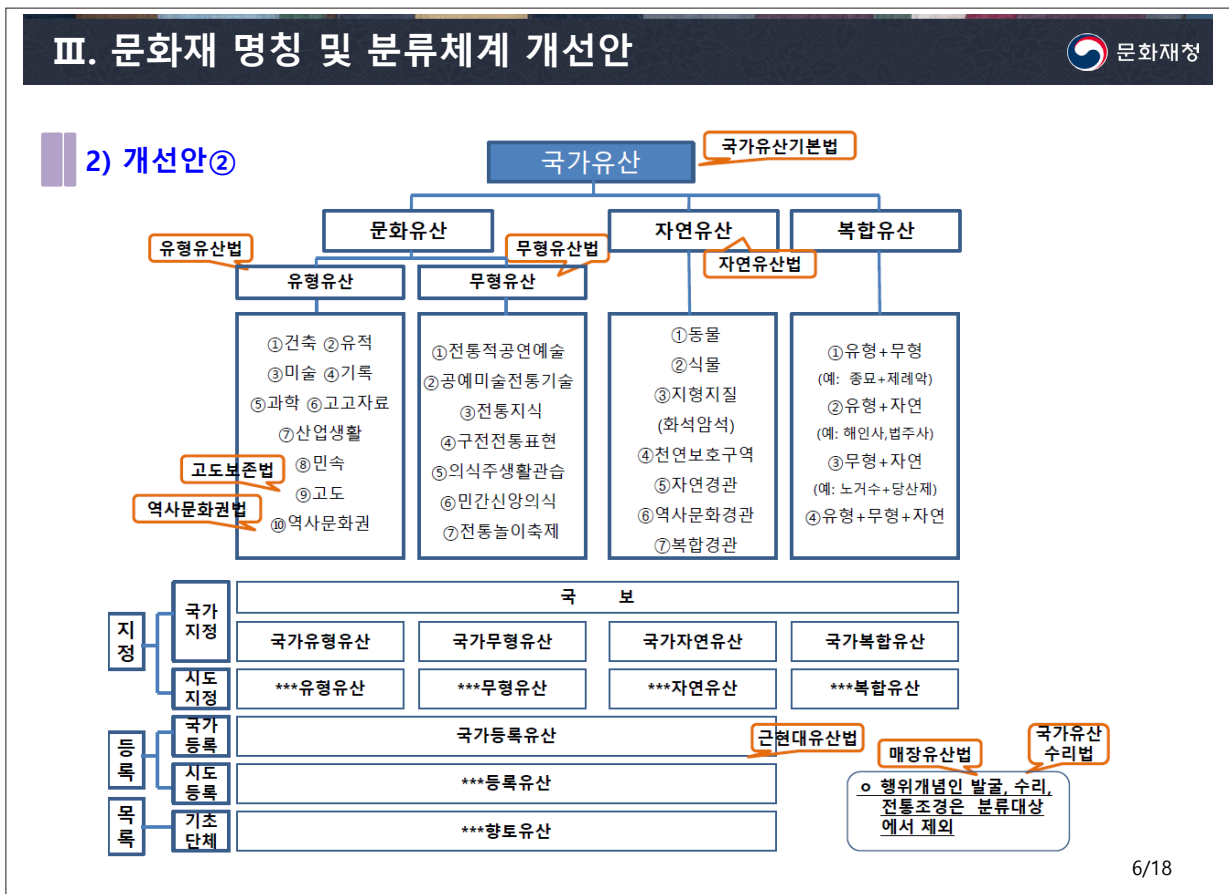 Ⅲ. 문화재 명칭 및 분류체계 개선안
문화재청
2) 개선안②
국가유산
국가유산기본법
문화유산
자연유산
복합유산
유형유산법
무형유산법
자연유산법
유형유산
무형유산
①건축 ②유적
③미술 ④기록
⑤과학 ⑥고고자료
⑦산업생활
⑧민속
⑨고도
⑩역사문화권
고도보존법
역사문화권법
①전통적공연예술
②공예미술전통기술
③전통지식
④구전전통표현
⑤의식주생활관습
⑥민간신앙의식
⑦전통놀이축제
①동물
②식물
③지형지질
(화석암석)
④천연보호구역
⑤자연경관
⑥역사문화경관
⑦복합경관
①유형+무형
(예: 종묘+제례악)
②유형+자연
(예: 해인사,법주사)
③무형+자연
(예: 노거수+당산제)
④유형+무형+자연
지정
국가
지정
국 보
국가유형유산
국가무형유산
국가자연유산
국가복합유산
시도
지정
***유형유산
***무형유산
***자연유산
***복합유산
등록
국가
등록
국가등록유산
근현대유산법
시도
등록
***등록유산
목록
기초
단체
***향토유산
매장유산법
국가유산
수리법
ㅇ 행위개념인 발굴, 수리,
전통조경은 분류대상
에서 제외
6/18